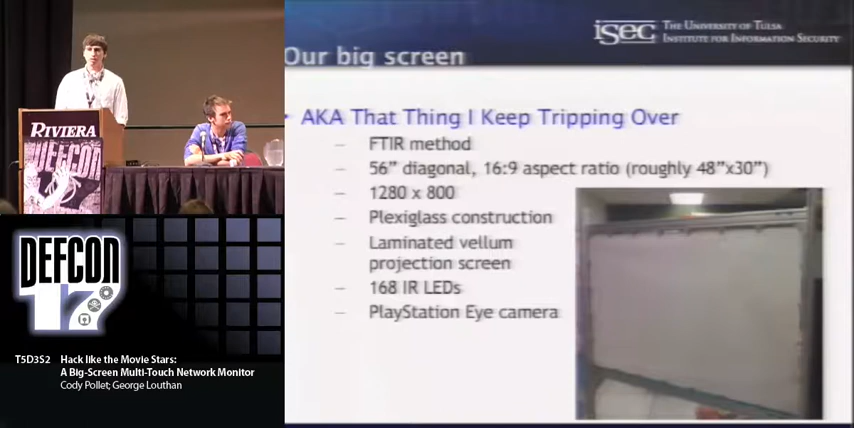 RIVIERA
DEFCON
DEFCON
17
T5D3S2 Hack like the Movie Stars:
A Big-Screen Multi-Touch Network Monitor
Cody Pollet; George Louthan
isec THE UNIVERSITY OF TULSA
INSTITUTE FOR INFORMATION SECURITY
Our big screen
• AKA That Thing I Keep Tripping Over
– FTIR method
– 56” diagonal, 16:9 aspect ratio (roughly 48”x30”)
– 1280 x 800
– Plexiglass construction
– Laminated vellum
projection screen
– 168 IR LEDs
– PlayStation Eye camera